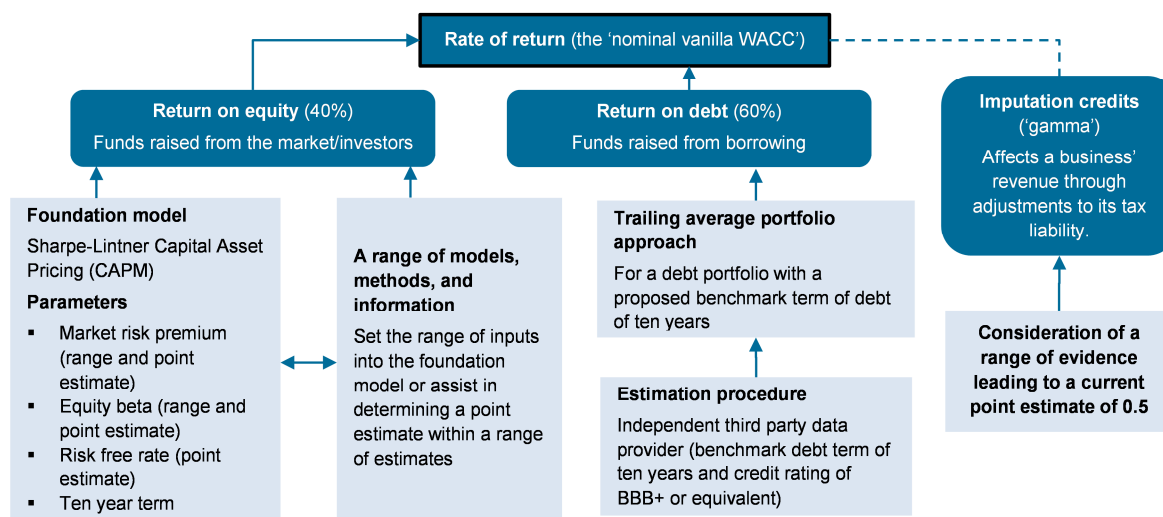 Rate of return (the ‘nominal vanilla WACC’)
Return on equity (40%)
Funds raised from the market/investors
Return on debt (60%)
Funds raised from borrowing
Imputation credits
(‘gamma’)
Affects a business’
revenue through
adjustments to its tax
liability.
Foundation model
Sharpe-Lintner Capital Asset
Pricing (CAPM)
Parameters
▪ Market risk premium
(range and point
estimate)
▪ Equity beta (range and
point estimate)
▪ Risk free rate (point
estimate)
▪ Ten year term
A range of models,
methods, and
information
Set the range of inputs
into the foundation
model or assist in
determining a point
estimate within a range
of estimates
Trailing average portfolio
approach
For a debt portfolio with a
proposed benchmark term of debt
of ten years
Estimation procedure
Independent third party data
provider (benchmark debt term of
ten years and credit rating of
BBB+ or equivalent)
Consideration of a
range of evidence
leading to a current
point estimate of 0.5